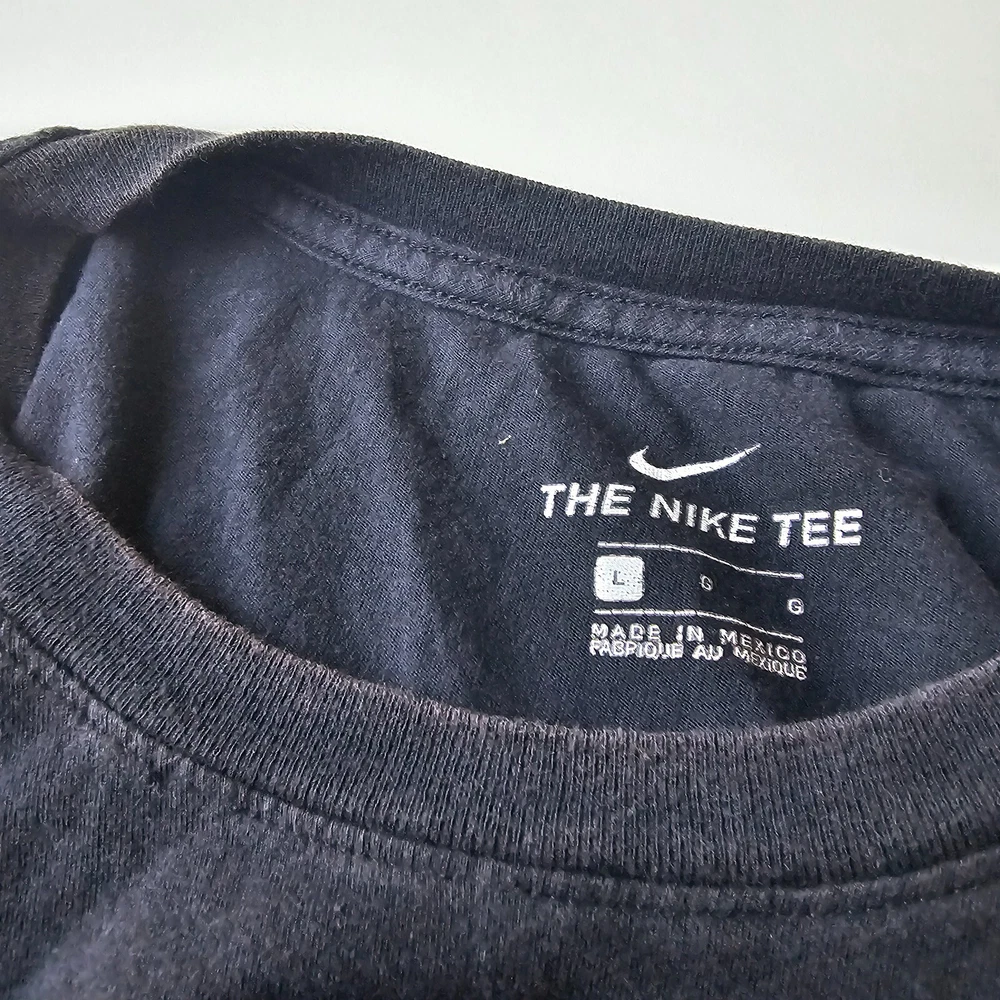 THE NIKE TEE
L G G
MADE IN MEXICO
FABRIQUE AU MEXIQUE